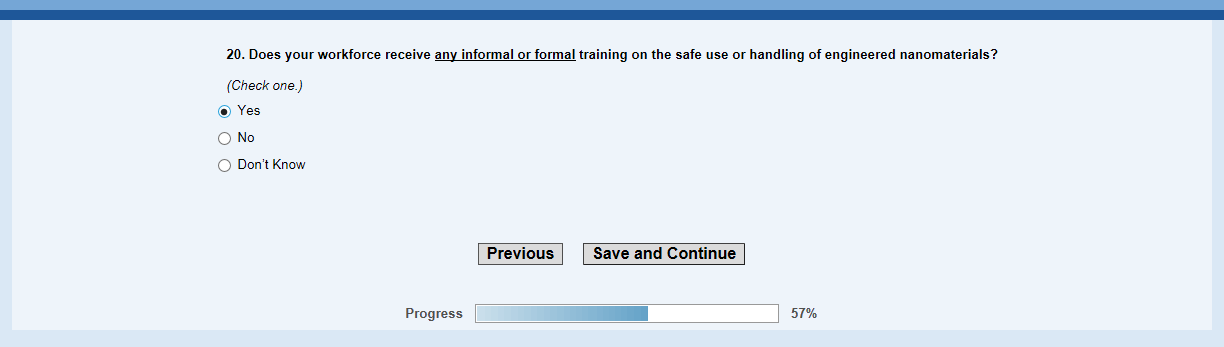 20. Does your workforce receive any informal or formal training on the safe use or handling of engineered nanomaterials?
(Check one.)
Yes
No
Don't Know
Previous Save and Continue
Progress 57%